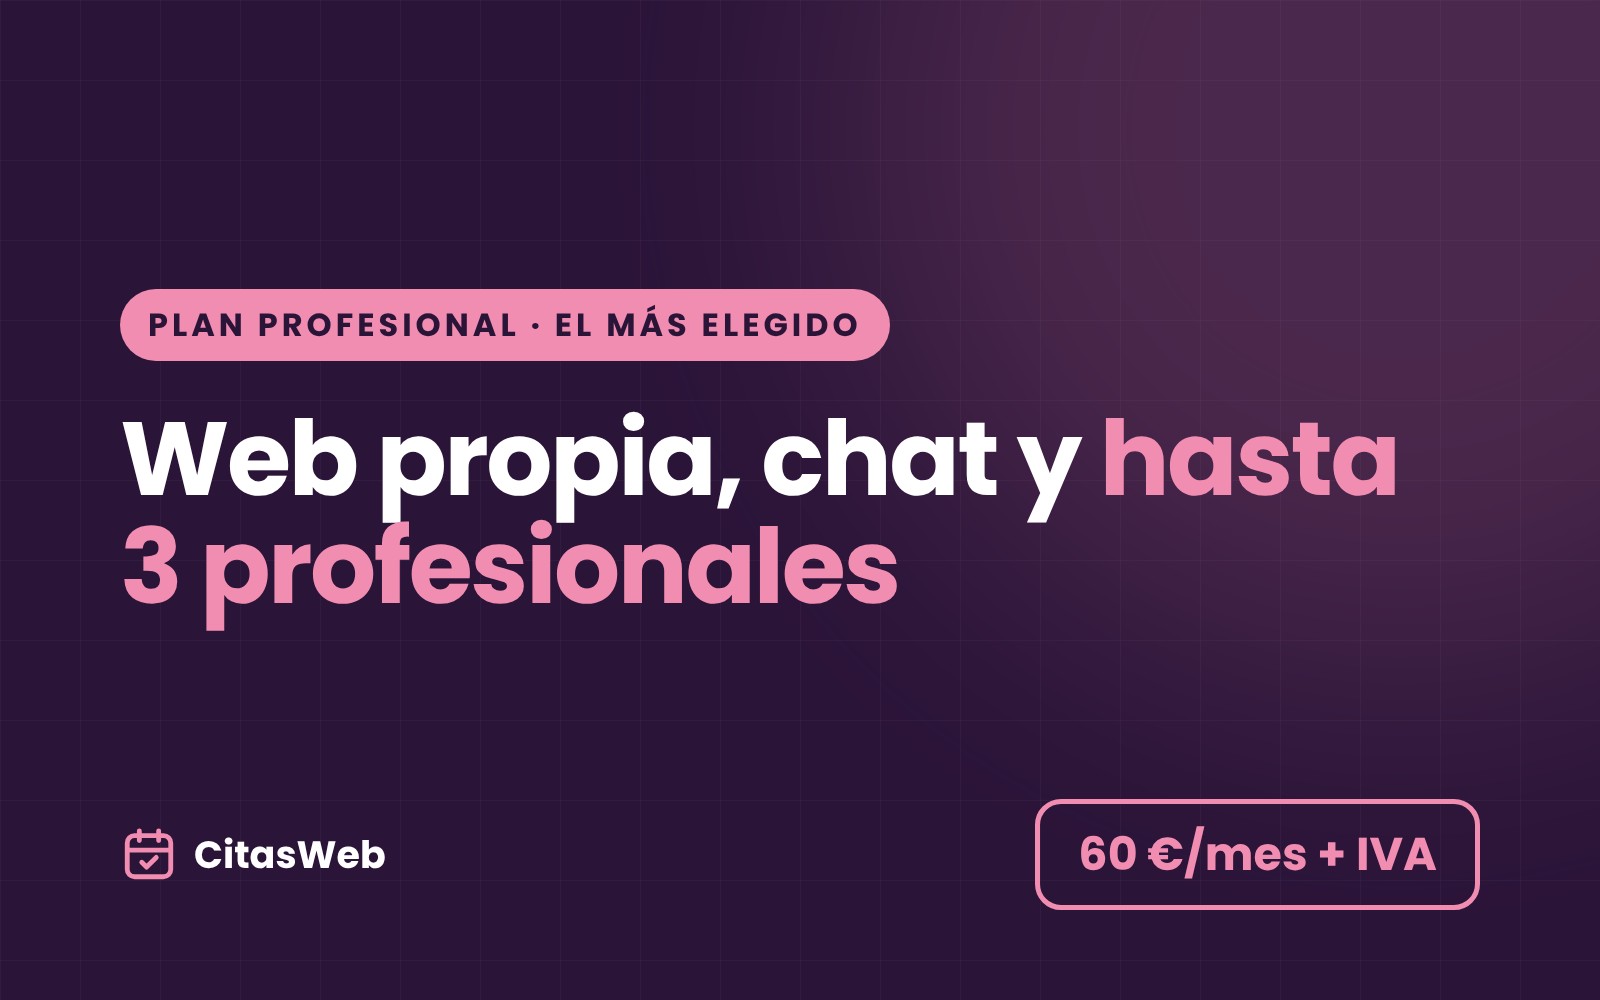 PLAN PROFESIONAL · EL MÁS ELEGIDO
Web propia, chat y hasta
3 profesionales
CitasWeb
60 €/mes + IVA